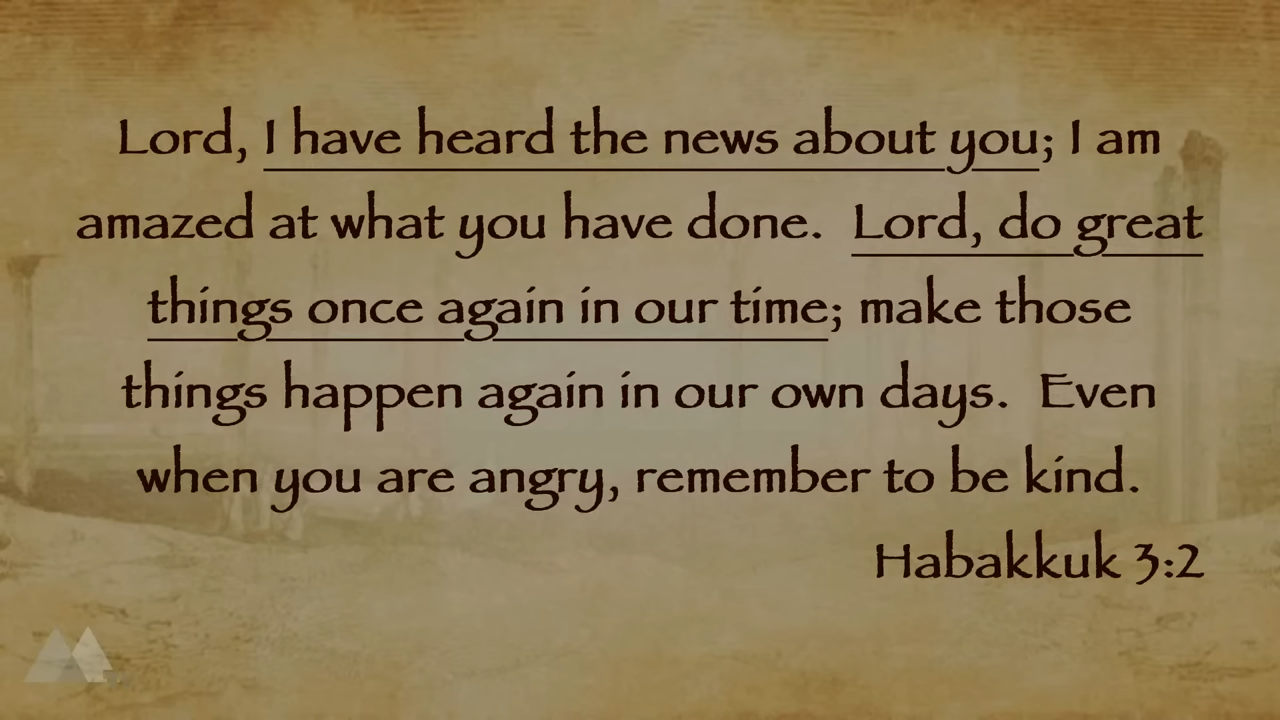 Lord, I have heard the news about you; I am
amazed at what you have done. Lord, do great
things once again in our time; make those
things happen again in our own days. Even
when you are angry, remember to be kind.
Habakkuk 3:2